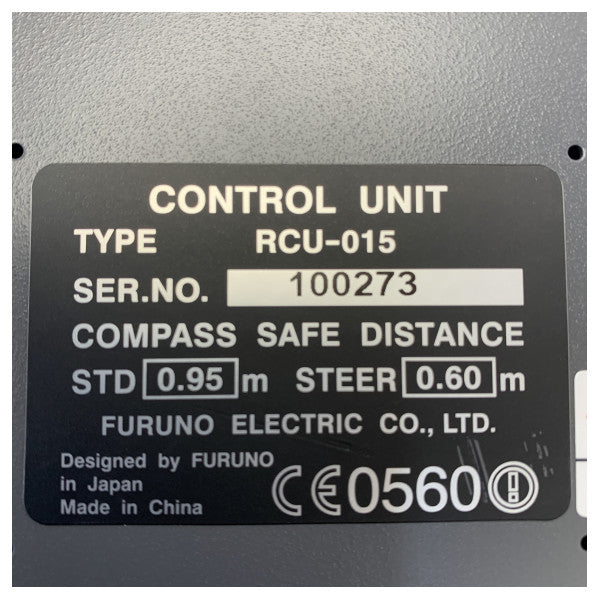 CONTROL UNIT
TYPE RCU-015
SER.NO. 100273
COMPASS SAFE DISTANCE
STD 0.95 m STEER 0.60 m
FURUNO ELECTRIC CO., LTD.
Designed by FURUNO
in Japan
Made in China
CE0560